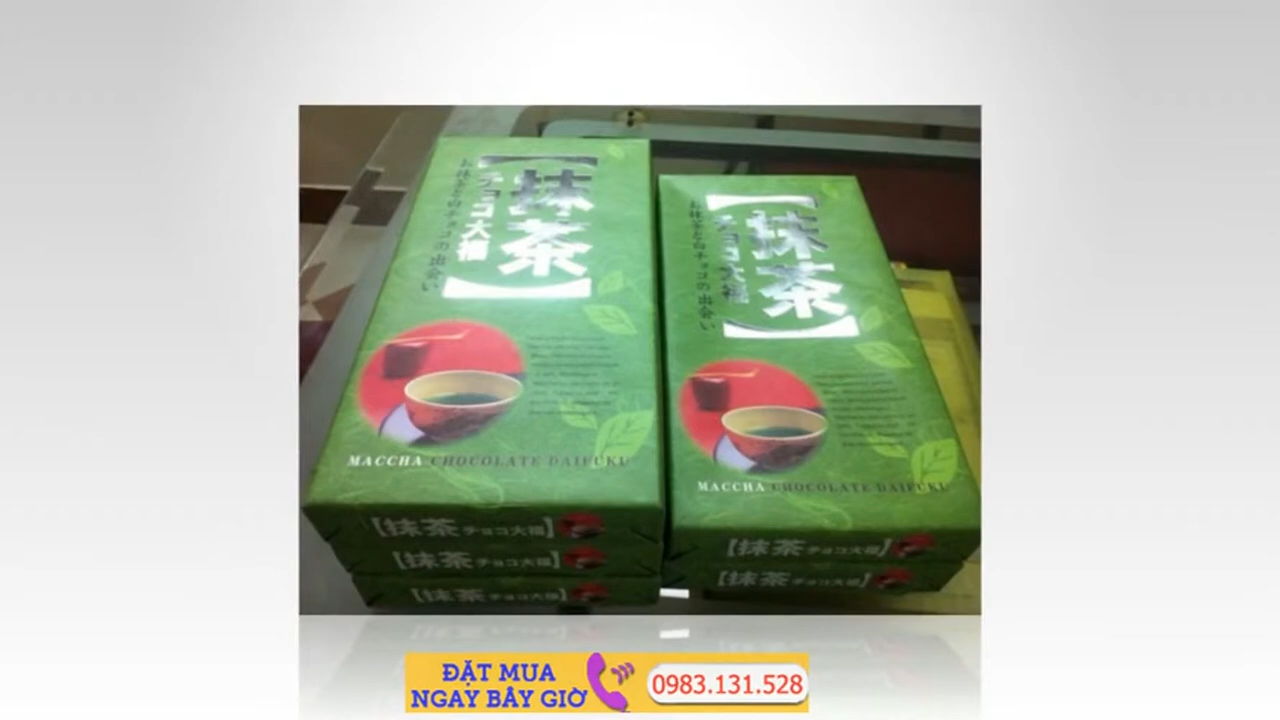 抹茶
チョコ大福
お抹茶と白チョコの出会い
MACCHA CHOCOLATE DAIFUKU
【抹茶チョコ大福】
【抹茶チョコ大福】
【抹茶チョコ大福】
抹茶
チョコ大福
お抹茶と白チョコの出会い
MACCHA CHOCOLATE DAIFUKU
【抹茶チョコ大福】
【抹茶チョコ大福】
ĐẶT MUA
NGAY BÂY GIỜ
0983.131.528